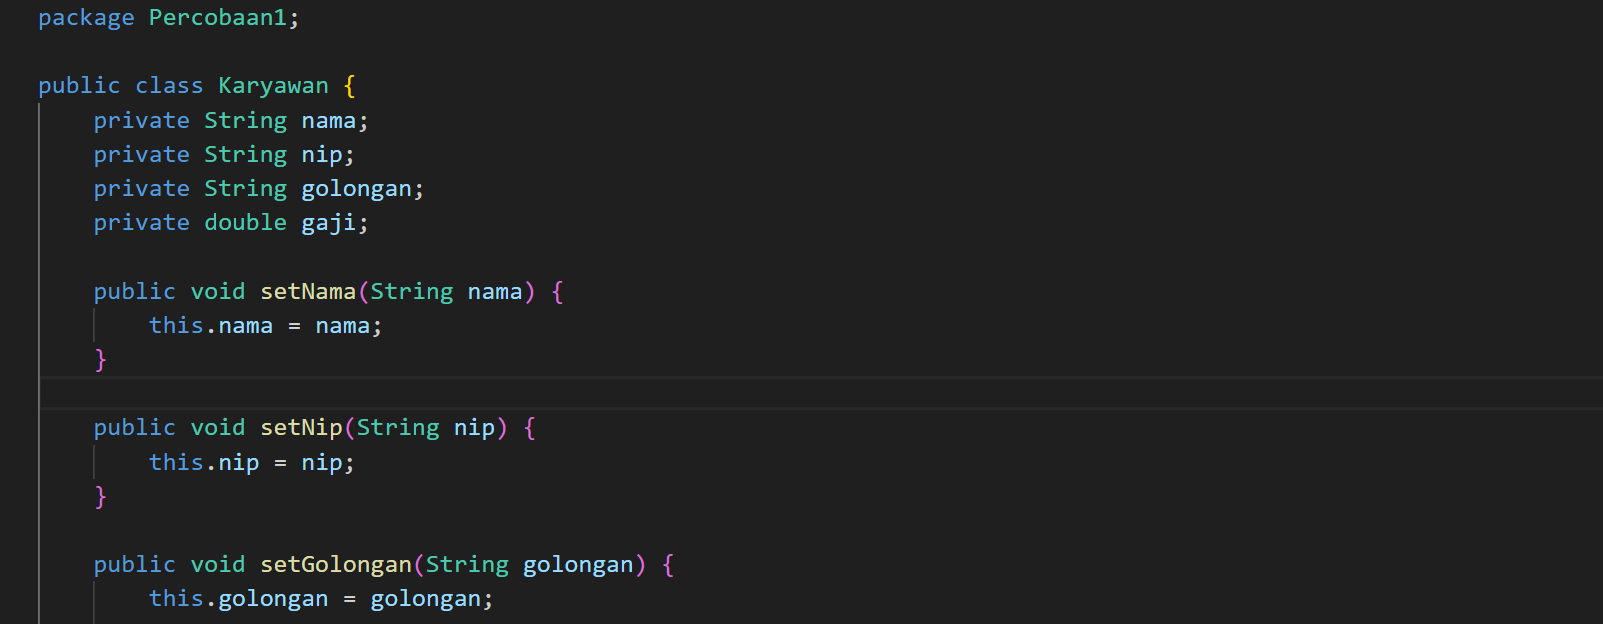 package Percobaan1;
public class Karyawan {
private String nama;
private String nip;
private String golongan;
private double gaji;
public void setNama(String nama) {
this.nama = nama;
}
public void setNip(String nip) {
this.nip = nip;
}
public void setGolongan(String golongan) {
this.golongan = golongan;